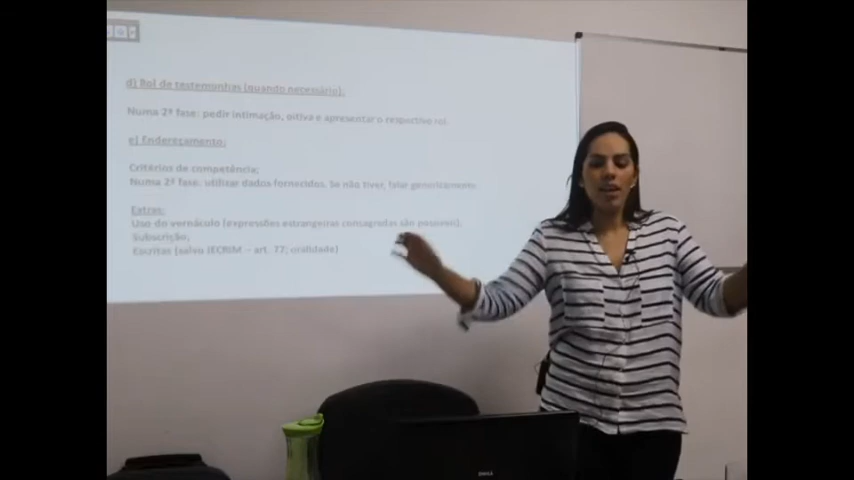 d) Rol de testemunhas (quando necessário):
Numa 2ª fase: pedir intimação, oitiva e apresentar o respectivo rol.
e) Endereçamento:
Critérios de competência;
Numa 2ª fase: utilizar dados fornecidos. Se não tiver, falar genericamente.
Extras:
Uso do vernáculo (expressões estrangeiras consagradas são possíveis),
Subscrição,
Escritas (salvo JECRIM – art. 77; oralidade)